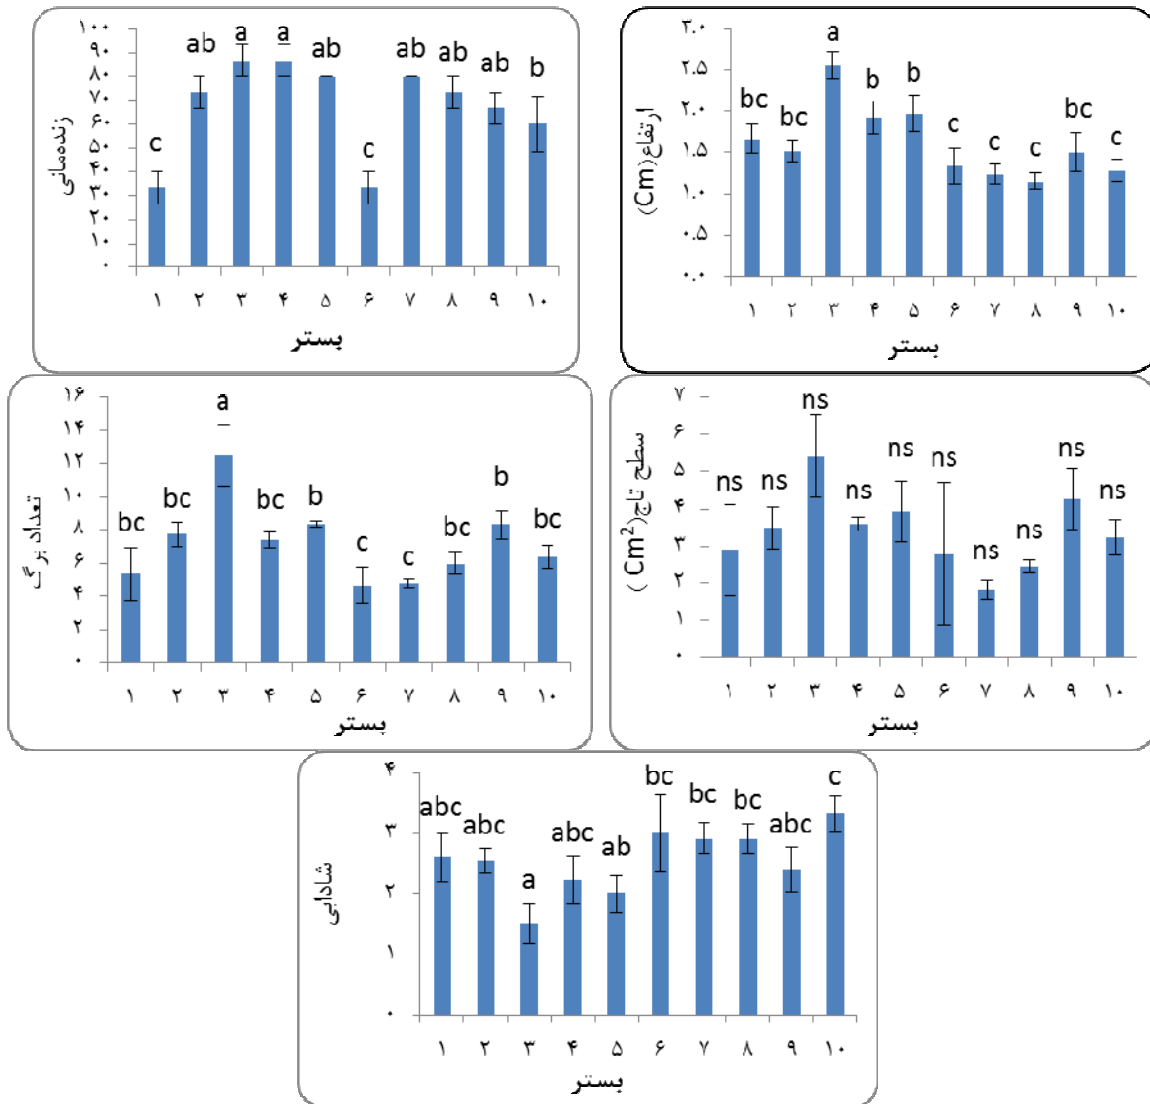 زنده‌مانی
۱۰۰
۹۰
۸۰
۷۰
۶۰
۵۰
۴۰
۳۰
۲۰
۱۰
۰
c ab a a ab c ab ab ab b
۱ ۲ ۳ ۴ ۵ ۶ ۷ ۸ ۹ ۱۰
بستر
ارتفاع(Cm)
۳.۰
۲.۵
۲.۰
۱.۵
۱.۰
۰.۵
۰.۰
bc bc a b b c c c bc c
۱ ۲ ۳ ۴ ۵ ۶ ۷ ۸ ۹ ۱۰
بستر
تعداد برگ
۱۶
۱۴
۱۲
۱۰
۸
۶
۴
۲
۰
bc bc a bc b c c bc b bc
۱ ۲ ۳ ۴ ۵ ۶ ۷ ۸ ۹ ۱۰
بستر
سطح تاج(Cm²)
۷
۶
۵
۴
۳
۲
۱
۰
ns ns ns ns ns ns ns ns ns ns
۱ ۲ ۳ ۴ ۵ ۶ ۷ ۸ ۹ ۱۰
بستر
شادابی
۴
۳
۲
۱
۰
abc abc a abc ab bc bc bc abc c
۱ ۲ ۳ ۴ ۵ ۶ ۷ ۸ ۹ ۱۰
بستر